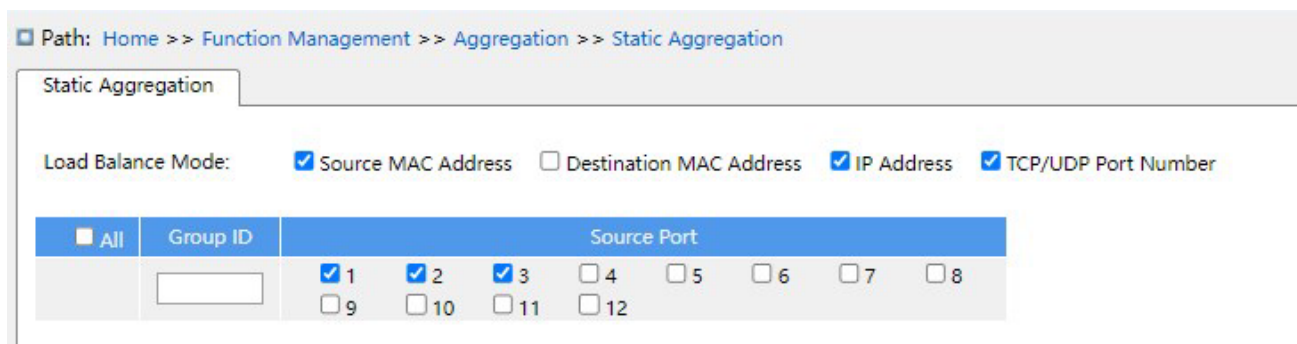 Path: Home >> Function Management >> Aggregation >> Static Aggregation
Static Aggregation
Load Balance Mode: Source MAC Address Destination MAC Address IP Address TCP/UDP Port Number
All Group ID Source Port
1 2 3 4 5 6 7 8
9 10 11 12